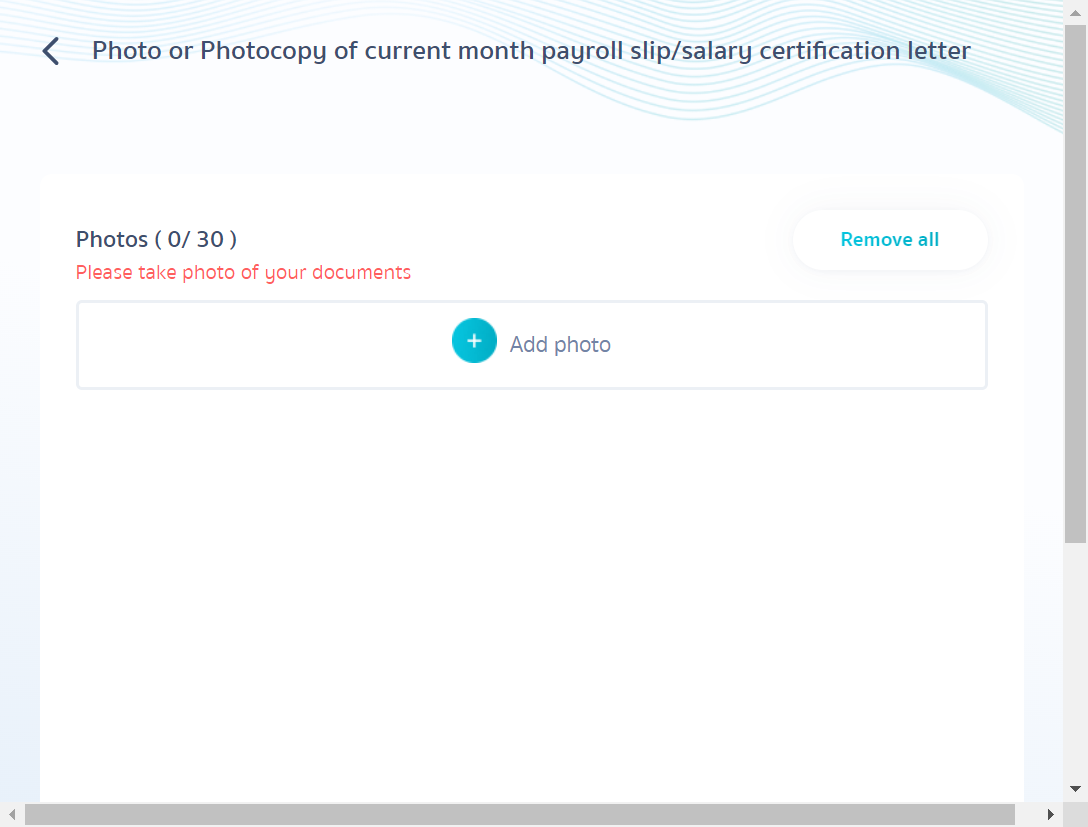 Photo or Photocopy of current month payroll slip/salary certification letter
Photos ( 0/ 30 )
Remove all
Please take photo of your documents
+ Add photo